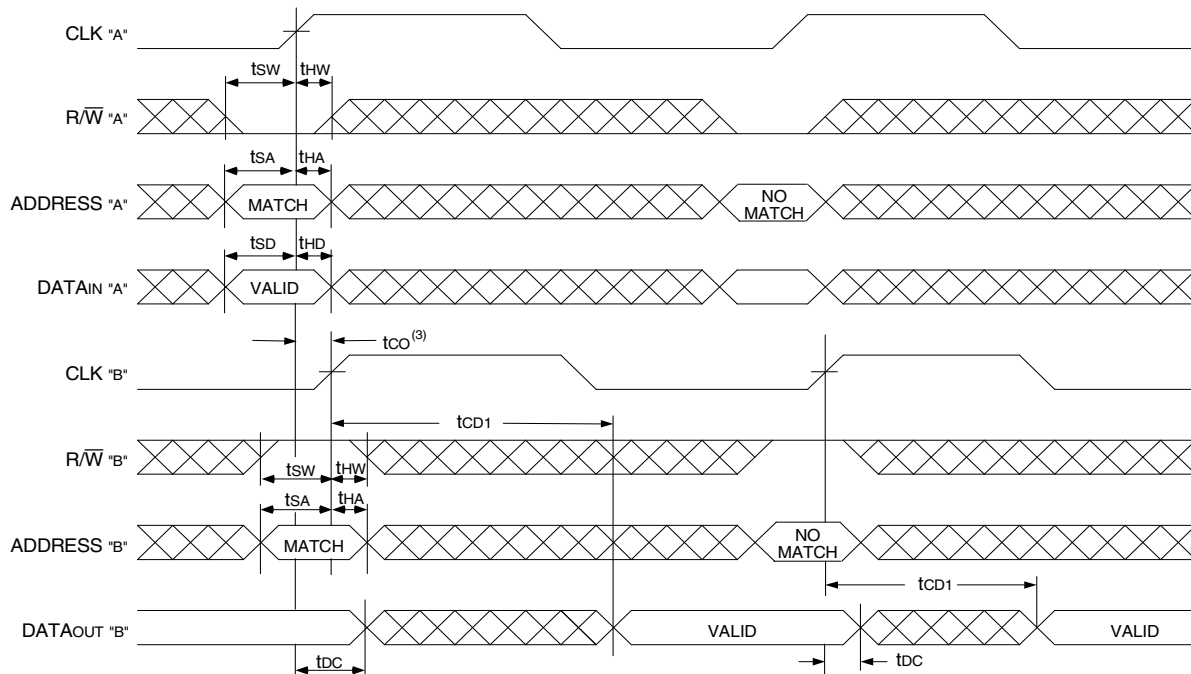 CLK "A"
tSW tHW
R/W̅ "A"
tSA tHA
ADDRESS "A" MATCH NO MATCH
tSD tHD
DATAIN "A" VALID
tCO(3)
CLK "B"
tCD1
R/W̅ "B"
tSW tHW
tSA tHA
ADDRESS "B" MATCH NO MATCH
tCD1
DATAOUT "B" VALID VALID
tDC tDC